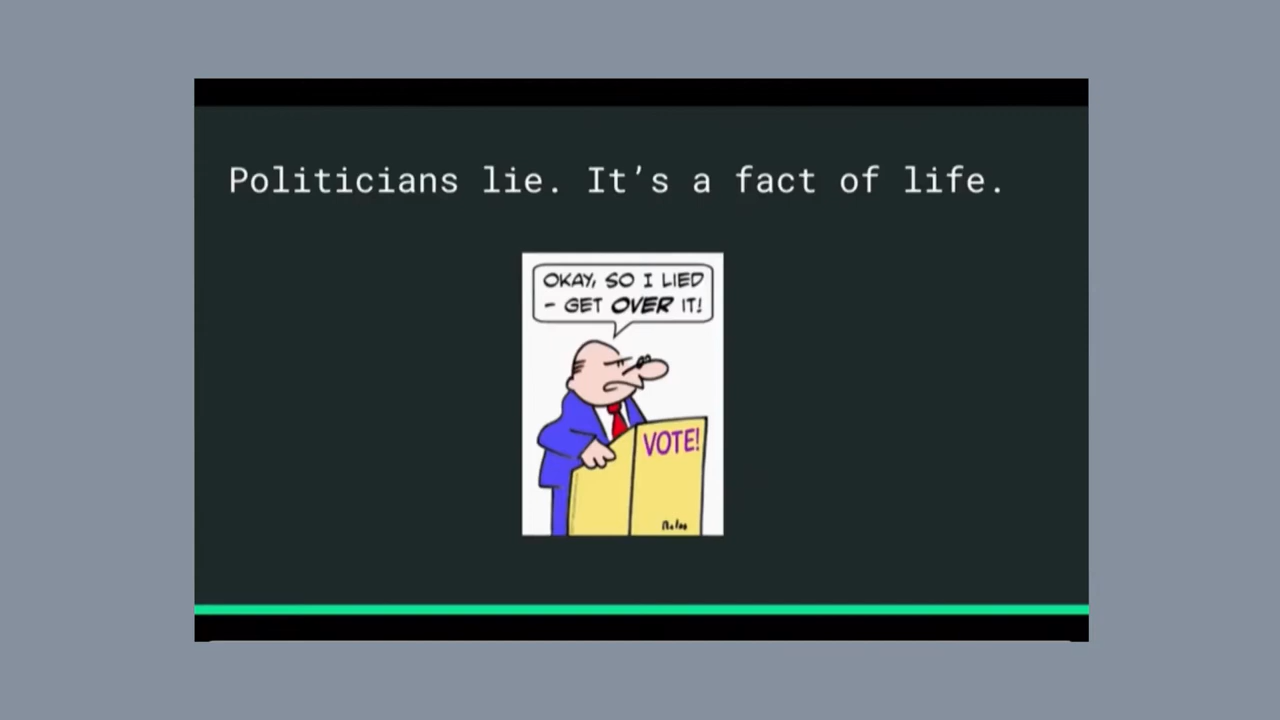 Politicians lie. It’s a fact of life.
OKAY, SO I LIED
- GET OVER IT!
VOTE!